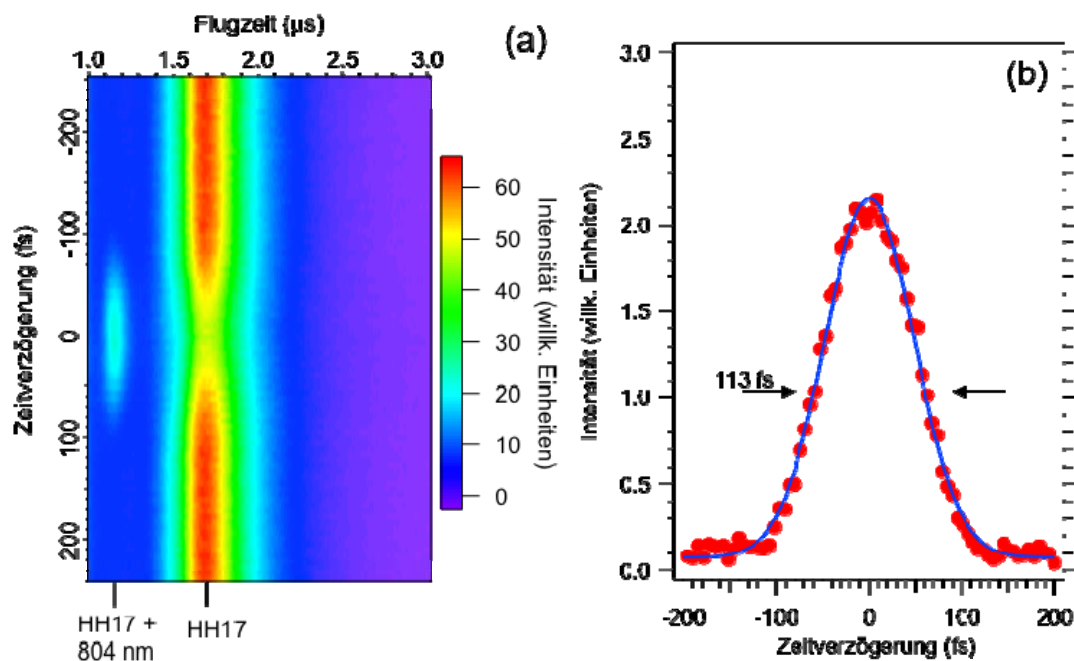 Flugzeit (µs)
(a)
1.0 1.5 2.0 2.5 3.0
Zeitverzögerung (fs)
-200
-100
0
100
200
60
50
40
30
20
10
0
Intensität (willk. Einheiten)
HH17 +
804 nm
HH17
(b)
3.0
2.5
2.0
1.5
1.0
0.5
0.0
Intensität (willk. Einheiten)
113 fs
-200 -100 0 100 200
Zeitverzögerung (fs)